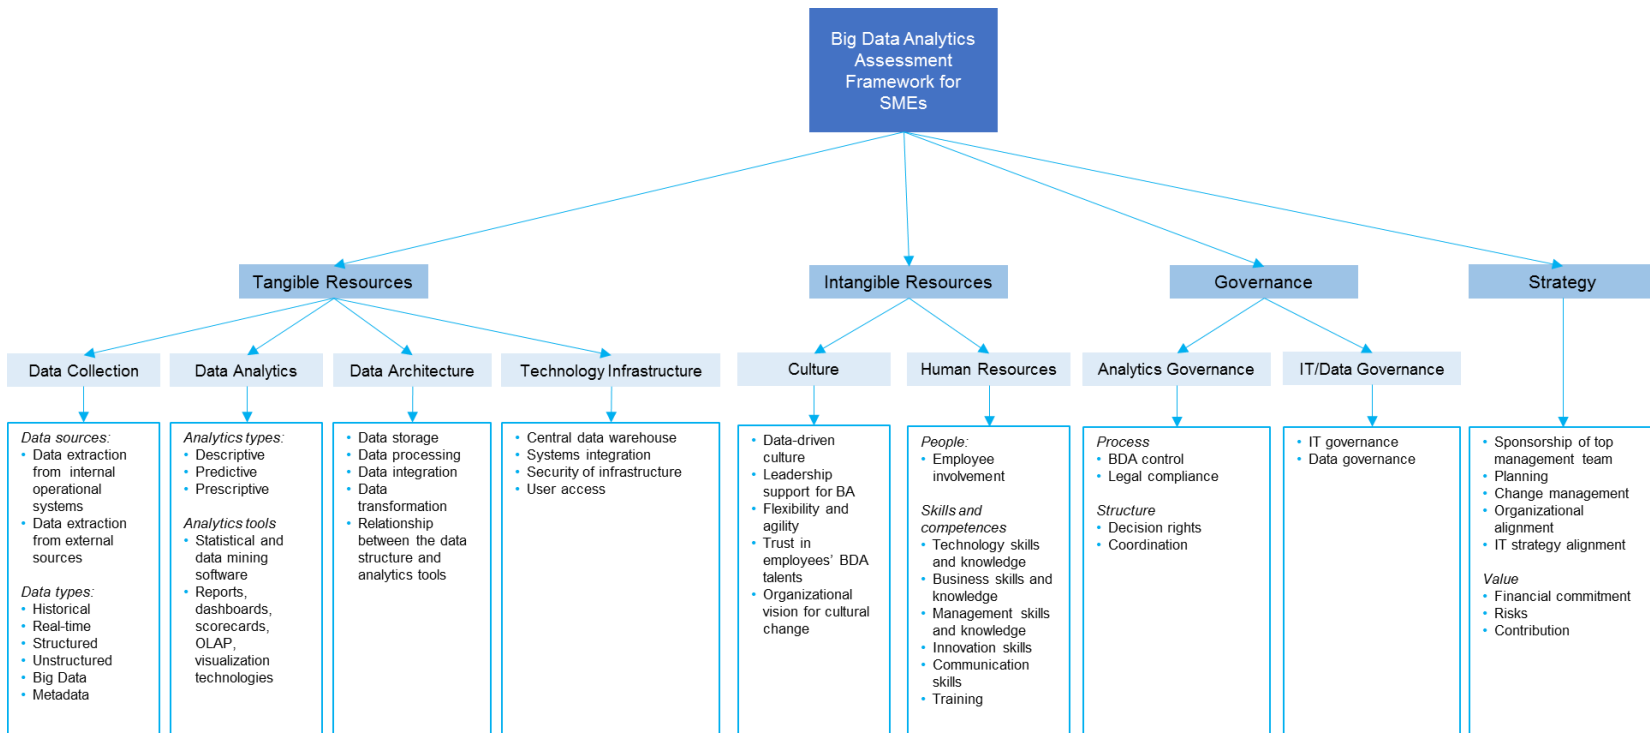 Big Data Analytics
Assessment
Framework for
SMEs
Tangible Resources
Intangible Resources
Governance
Strategy
Data Collection
Data Analytics
Data Architecture
Technology Infrastructure
Culture
Human Resources
Analytics Governance
IT/Data Governance
Data sources:
• Data extraction
from internal
operational
systems
• Data extraction
from external
sources
Data types:
• Historical
• Real-time
• Structured
• Unstructured
• Big Data
• Metadata
Analytics types:
• Descriptive
• Predictive
• Prescriptive
Analytics tools
• Statistical and
data mining
software
• Reports,
dashboards,
scorecards,
OLAP,
visualization
technologies
• Data storage
• Data processing
• Data integration
• Data
transformation
• Relationship
between the data
structure and
analytics tools
• Central data warehouse
• Systems integration
• Security of infrastructure
• User access
• Data-driven
culture
• Leadership
support for BA
• Flexibility and
agility
• Trust in
employees’ BDA
talents
• Organizational
vision for cultural
change
People:
• Employee
involvement
Skills and
competences
• Technology skills
and knowledge
• Business skills and
knowledge
• Management skills
and knowledge
• Innovation skills
• Communication
skills
• Training
Process
• BDA control
• Legal compliance
Structure
• Decision rights
• Coordination
• IT governance
• Data governance
• Sponsorship of top
management team
• Planning
• Change management
• Organizational
alignment
• IT strategy alignment
Value
• Financial commitment
• Risks
• Contribution